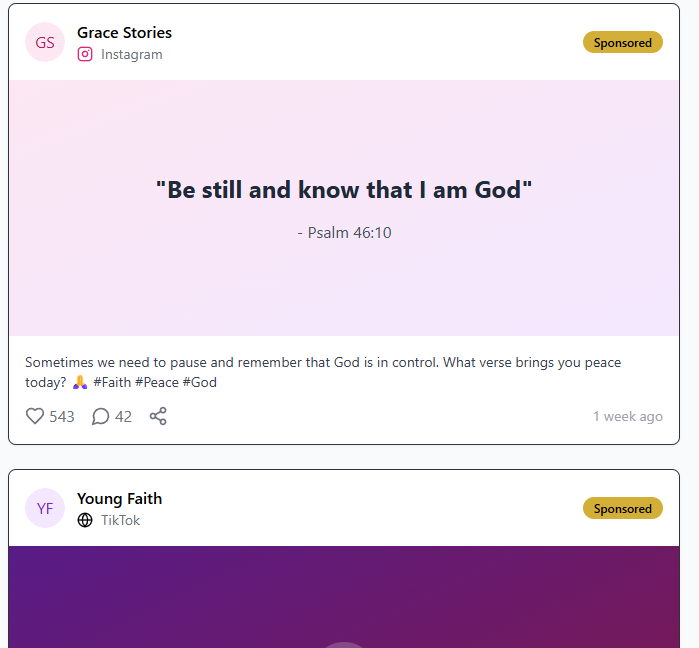 GS
Grace Stories
Instagram
Sponsored
"Be still and know that I am God"
- Psalm 46:10
Sometimes we need to pause and remember that God is in control. What verse brings you peace
today? 🙏 #Faith #Peace #God
543 42
1 week ago
YF
Young Faith
TikTok
Sponsored